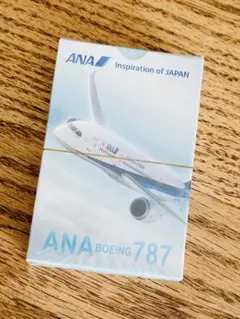 ANA Inspiration of JAPAN
ANA BOEING 787